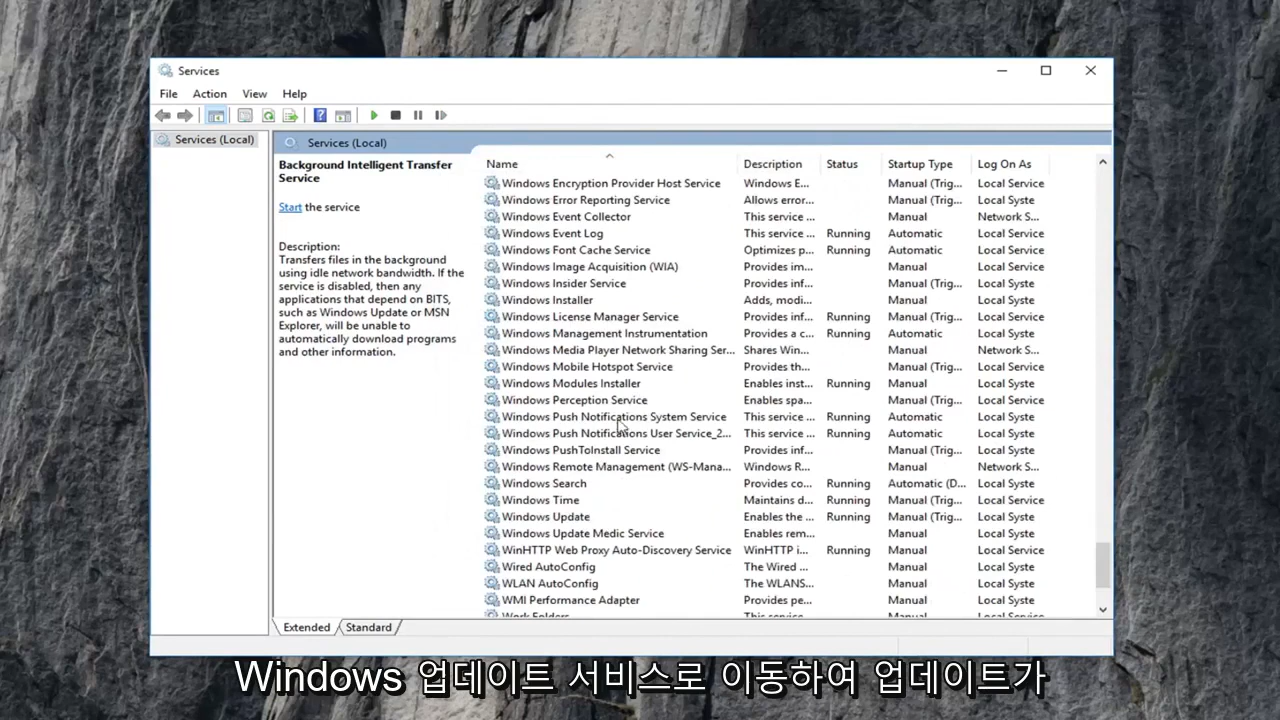 Services
File Action View Help
Services (Local)
Services (Local)
Background Intelligent Transfer
Service
Start the service
Description:
Transfers files in the background
using idle network bandwidth. If the
service is disabled, then any
applications that depend on BITS,
such as Windows Update or MSN
Explorer, will be unable to
automatically download programs
and other information.
Name Description Status Startup Type Log On As
Windows Encryption Provider Host Service Windows E... Manual (Trig... Local Service
Windows Error Reporting Service Allows error... Manual (Trig... Local Syste
Windows Event Collector This service ... Manual Network S...
Windows Event Log This service ... Running Automatic Local Service
Windows Font Cache Service Optimizes p... Running Automatic Local Service
Windows Image Acquisition (WIA) Provides im... Manual Local Service
Windows Insider Service Provides inf... Manual (Trig... Local Syste
Windows Installer Adds, modi... Manual Local Syste
Windows License Manager Service Provides inf... Running Manual (Trig... Local Service
Windows Management Instrumentation Provides a c... Running Automatic Local Syste
Windows Media Player Network Sharing Ser... Shares Win... Manual Network S...
Windows Mobile Hotspot Service Provides th... Manual (Trig... Local Service
Windows Modules Installer Enables inst... Running Manual Local Syste
Windows Perception Service Enables spa... Manual (Trig... Local Service
Windows Push Notifications System Service This service ... Running Automatic Local Syste
Windows Push Notifications User Service_2... This service ... Running Automatic Local Syste
Windows PushToInstall Service Provides inf... Manual (Trig... Local Syste
Windows Remote Management (WS-Mana... Windows R... Manual Network S...
Windows Search Provides co... Running Automatic (D... Local Syste
Windows Time Maintains d... Running Manual (Trig... Local Service
Windows Update Enables the ... Running Manual (Trig... Local Syste
Windows Update Medic Service Enables rem... Manual Local Syste
WinHTTP Web Proxy Auto-Discovery Service WinHTTP i... Running Manual Local Service
Wired AutoConfig The Wired ... Manual Local Syste
WLAN AutoConfig The WLANS... Manual Local Syste
WMI Performance Adapter Provides pe... Manual Local Syste
Work Folders This service ... Manual Local Service
Extended Standard
Windows 업데이트 서비스로 이동하여 업데이트가